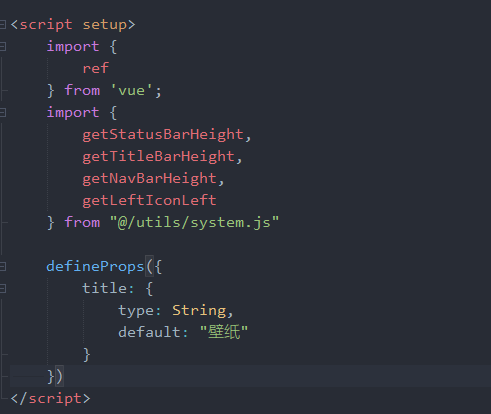 <script setup>
import {
ref
} from 'vue';
import {
getStatusBarHeight,
getTitleBarHeight,
getNavBarHeight,
getLeftIconLeft
} from "@/utils/system.js"
defineProps({
title: {
type: String,
default: "壁纸"
}
})
</script>